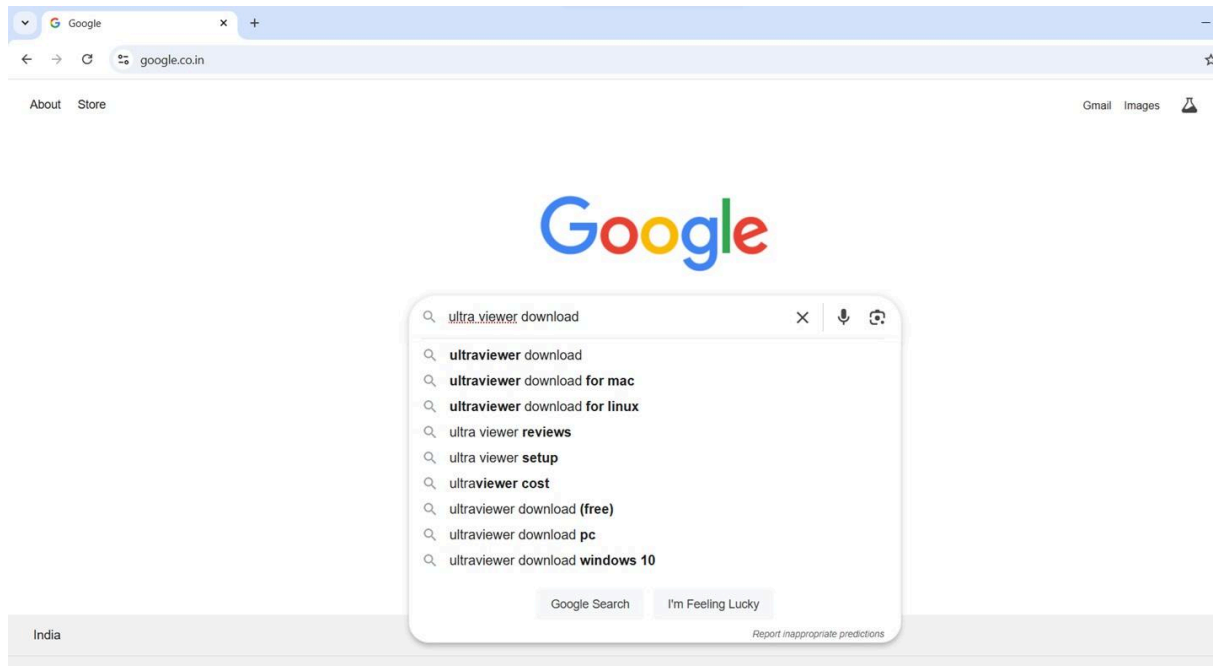 Google
google.co.in
About Store
Gmail Images
Google
ultra viewer download
ultraviewer download
ultraviewer download for mac
ultraviewer download for linux
ultra viewer reviews
ultra viewer setup
ultraviewer cost
ultraviewer download (free)
ultraviewer download pc
ultraviewer download windows 10
Google Search I'm Feeling Lucky
Report inappropriate predictions
India